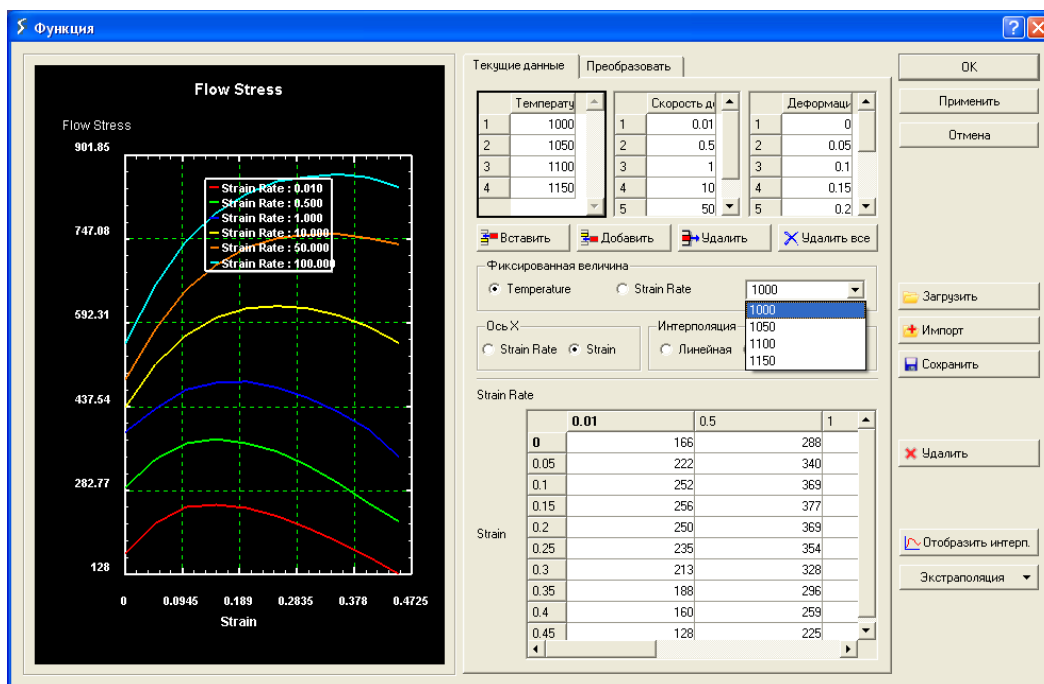 Функция
Flow Stress
Flow Stress
901.85
747.08
592.31
437.54
282.77
128
Strain Rate : 0.010
Strain Rate : 0.500
Strain Rate : 1.000
Strain Rate : 10.000
Strain Rate : 50.000
Strain Rate : 100.000
0 0.0945 0.189 0.2835 0.378 0.4725
Strain
Текущие данные Преобразовать
Температу Скорость де Деформаци
1 1000 1 0.01 1 0
2 1050 2 0.5 2 0.05
3 1100 3 1 3 0.1
4 1150 4 10 4 0.15
5 50 5 0.2
Вставить Добавить Удалить Удалить все
Фиксированная величина
Temperature Strain Rate 1000
1000
1050
1100
1150
Ось X Интерполяция
Strain Rate Strain Линейная
Strain Rate
0.01 0.5 1
0 166 288
0.05 222 340
0.1 252 369
0.15 256 377
Strain
0.2 250 369
0.25 235 354
0.3 213 328
0.35 188 296
0.4 160 259
0.45 128 225
OK
Применить
Отмена
Загрузить
Импорт
Сохранить
Удалить
Отобразить интерп.
Экстраполяция